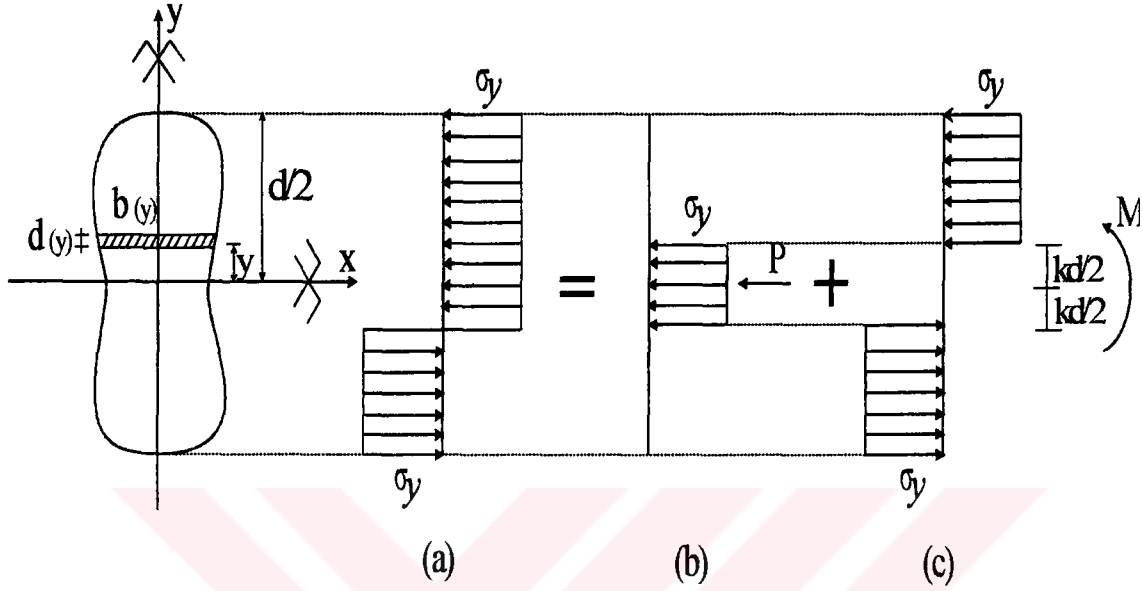 y
σy
σy
d/2
b(y)
σy
M
d(y)
y
x
=
P
+
kd/2
kd/2
σy
σy
(a)
(b)
(c)